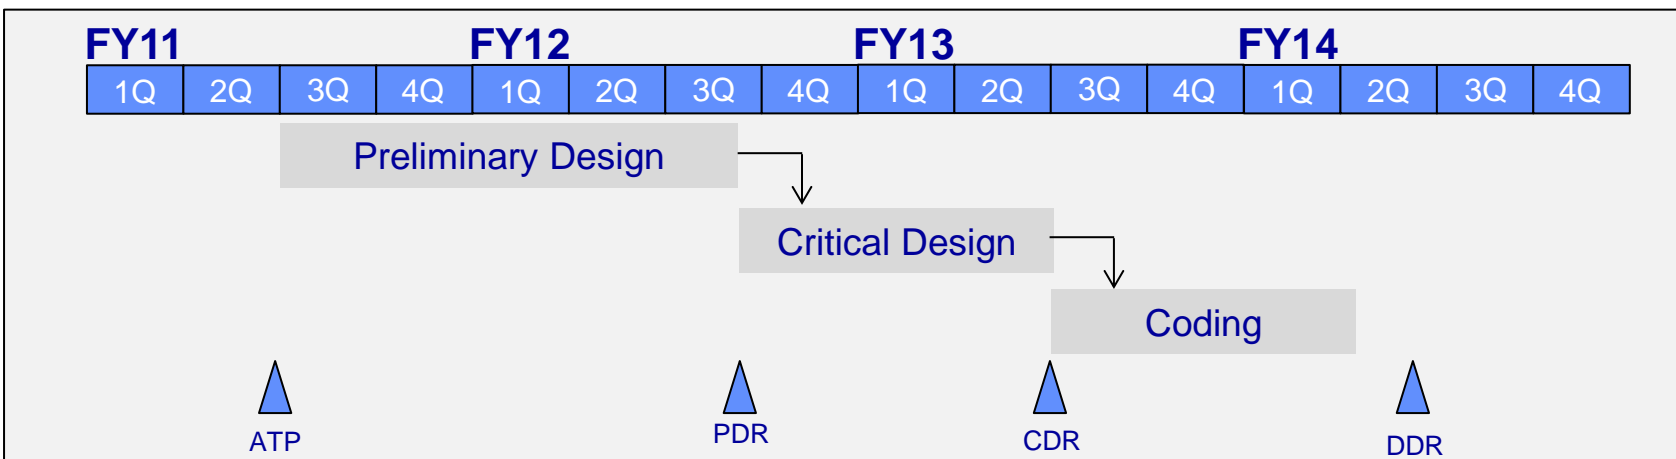 FY11 FY12 FY13 FY14
1Q 2Q 3Q 4Q 1Q 2Q 3Q 4Q 1Q 2Q 3Q 4Q 1Q 2Q 3Q 4Q
Preliminary Design
Critical Design
Coding
ATP PDR CDR DDR